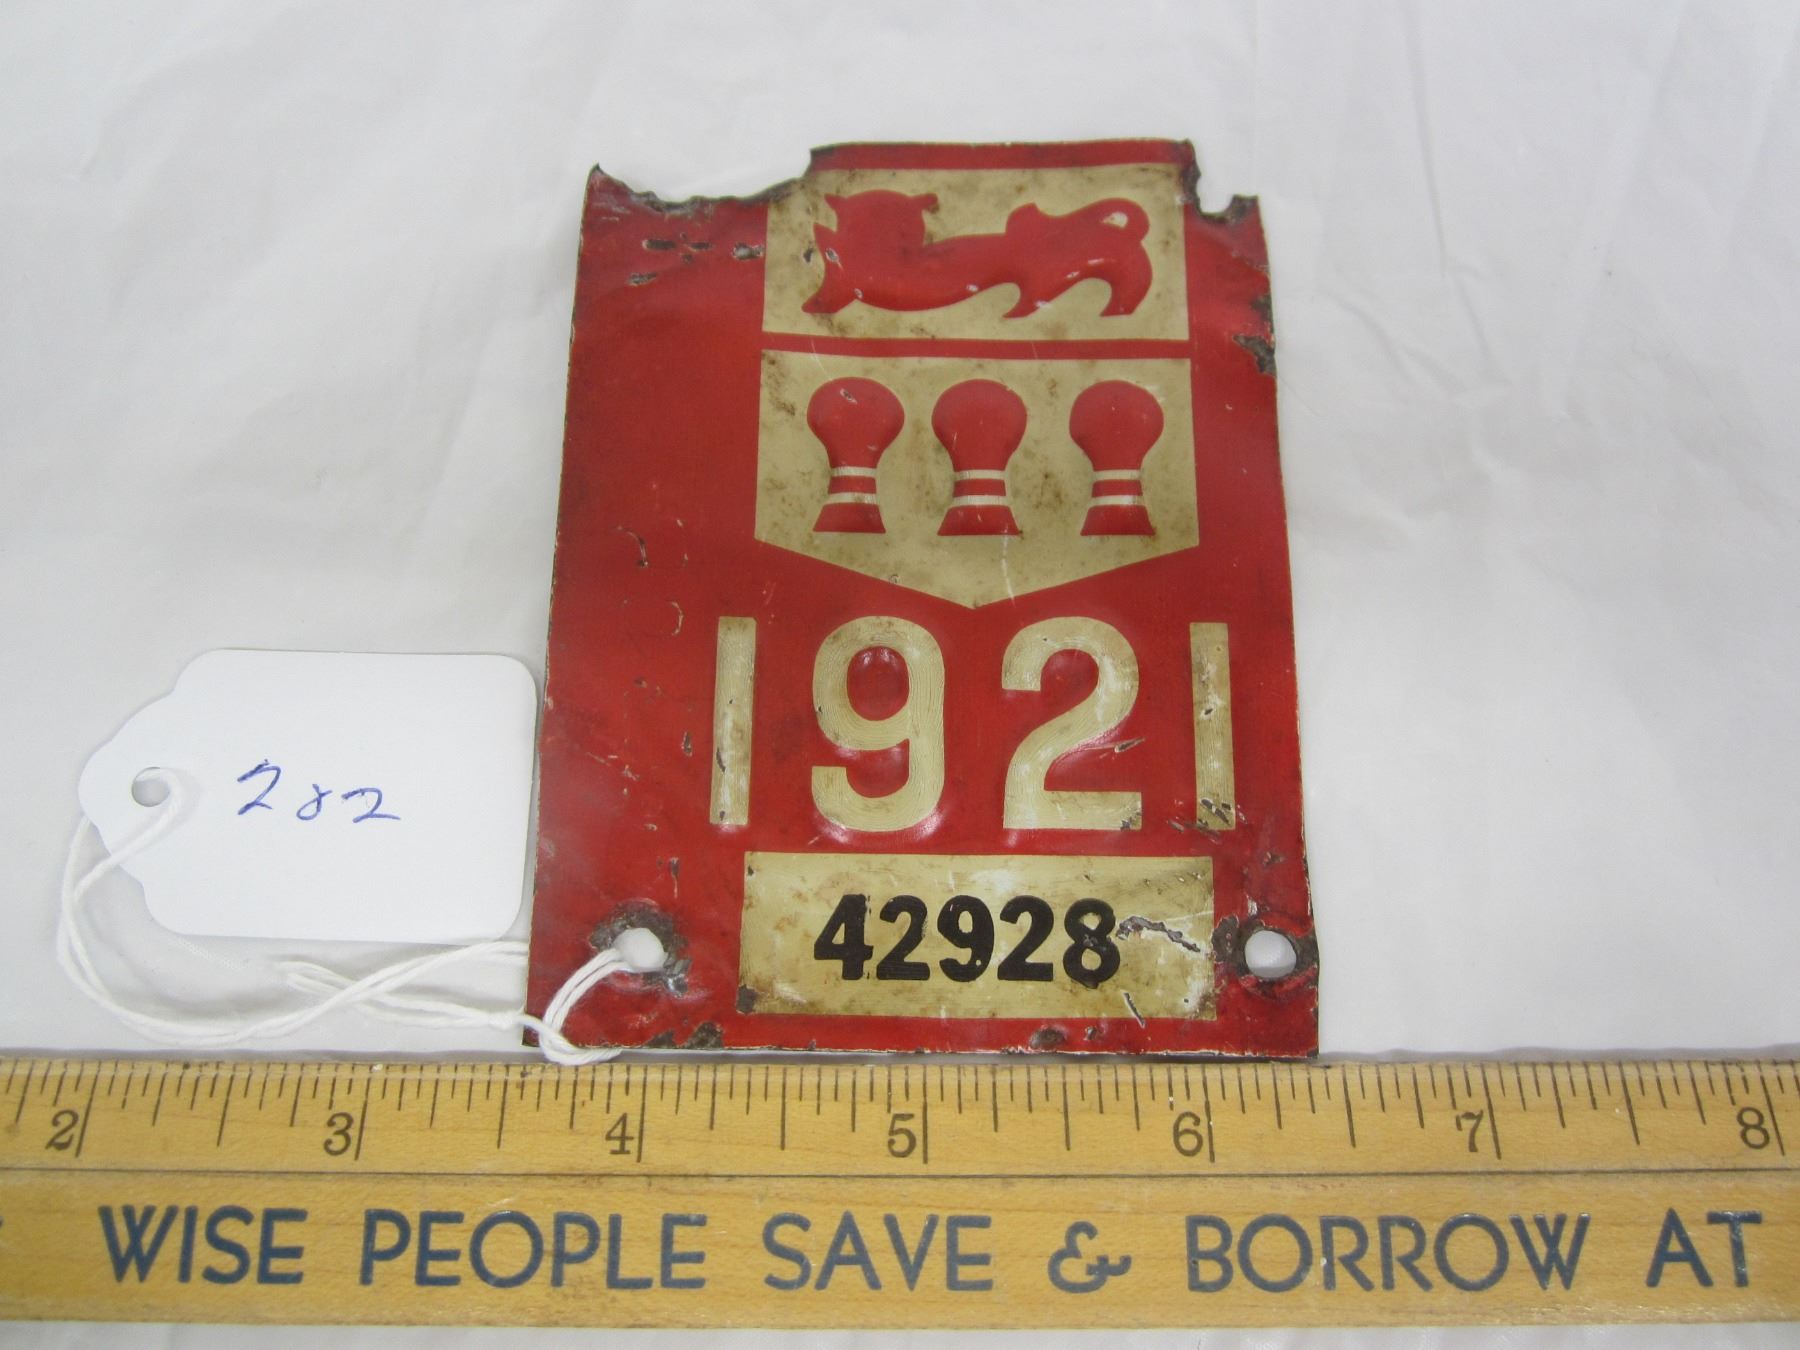 1921
42928
282
2 3 4 5 6 7 8
WISE PEOPLE SAVE & BORROW AT